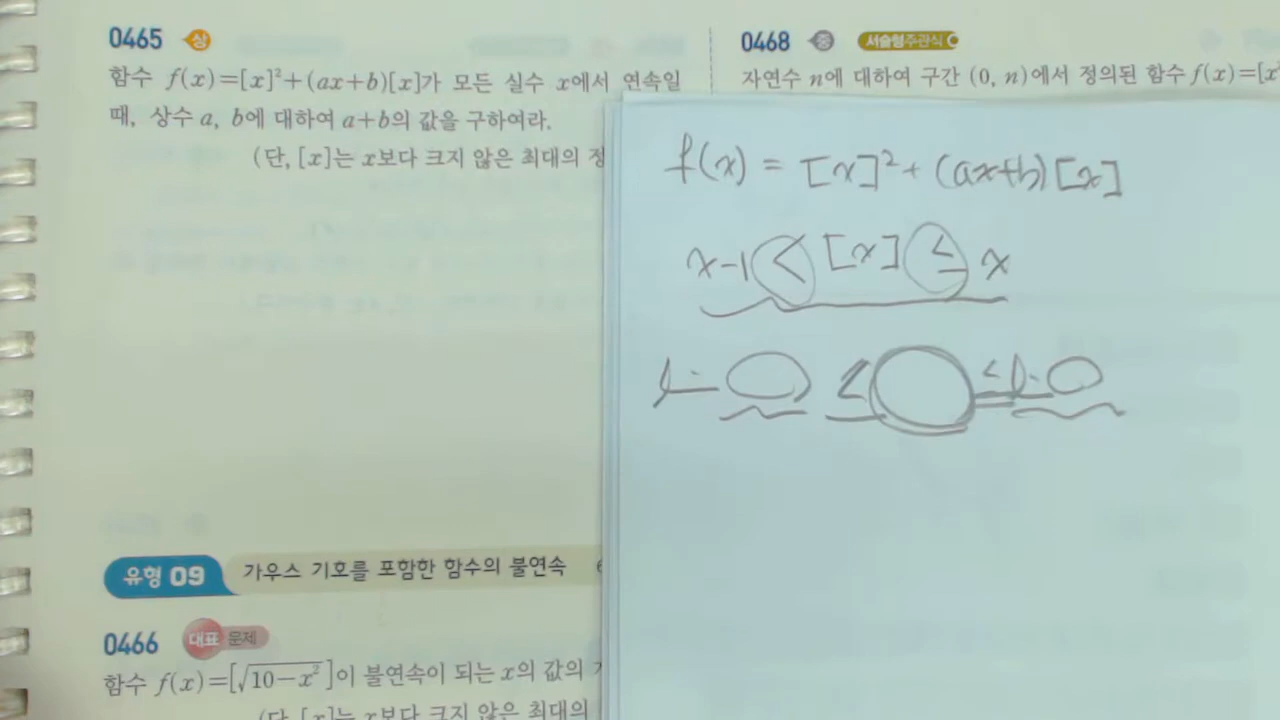 0465 상
함수 f(x)=[x]²+(ax+b)[x]가 모든 실수 x에서 연속일
때, 상수 a, b에 대하여 a+b의 값을 구하여라.
(단, [x]는 x보다 크지 않은 최대의 정
유형 09 가우스 기호를 포함한 함수의 불연속
0466 대표 문제
함수 f(x)=[√10-x²]이 불연속이 되는 x의 값의
(단, [x]는 x보다 크지 않은 최대의
0468 중 서술형주관식
자연수 n에 대하여 구간 (0, n)에서 정의된 함수 f(x)=[x
f(x) = [x]²+(ax+b)[x]
x-1 < [x] ≤ x